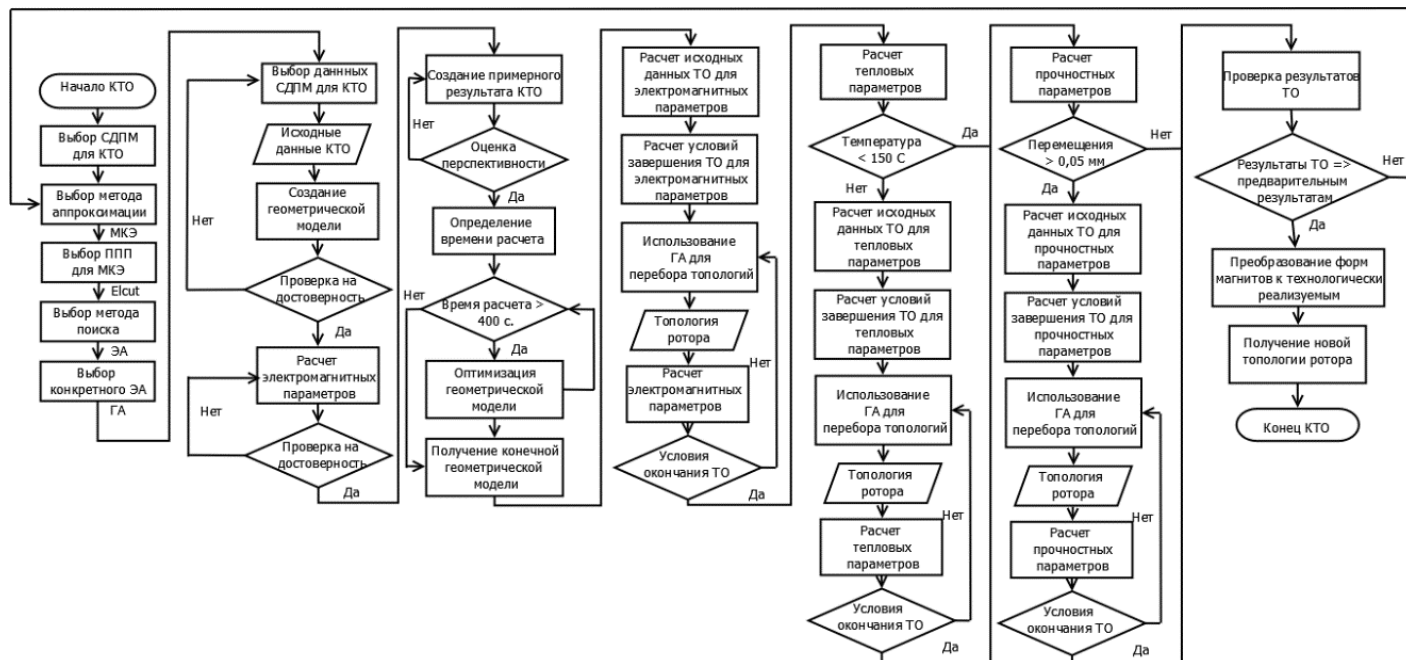 Начало КТО
Выбор СДПМ
для КТО
Выбор метода
аппроксимации
МКЭ
Выбор ППП
для МКЭ
Elcut
Выбор метода
поиска
ЭА
Выбор
конкретного ЭА
ГА
Выбор даннных
СДПМ для КТО
Исходные
данные КТО
Создание
геометрической
модели
Нет
Проверка на
достоверность
Да
Расчет
электромагнитных
параметров
Нет
Проверка на
достоверность
Да
Создание примерного
результата КТО
Нет
Оценка
перспективности
Да
Определение
времени расчета
Нет
Время расчета >
400 с.
Да
Оптимизация
геометрической
модели
Получение конечной
геометрической
модели
Расчет исходных
данных ТО для
электромагнитных
параметров
Расчет условий
завершения ТО для
электромагнитных
параметров
Использование
ГА для
перебора топологий
Топология
ротора
Нет
Расчет
электромагнитных
параметров
Условия
окончания ТО
Да
Расчет
тепловых
параметров
Температура
< 150 С
Да
Нет
Расчет исходных
данных ТО для
тепловых
параметров
Расчет условий
завершения ТО для
тепловых
параметров
Использование
ГА для
перебора топологий
Топология
ротора
Нет
Расчет
тепловых
параметров
Условия
окончания ТО
Да
Расчет
прочностных
параметров
Перемещения
> 0,05 мм
Нет
Да
Расчет исходных
данных ТО для
прочностных
параметров
Расчет условий
завершения ТО для
прочностных
параметров
Использование
ГА для
перебора топологий
Топология
ротора
Нет
Расчет
прочностных
параметров
Условия
окончания ТО
Да
Проверка результатов
ТО
Результаты ТО =>
предварительным
результатам
Нет
Да
Преобразование форм
магнитов к технологически
реализуемым
Получение новой
топологии ротора
Конец КТО